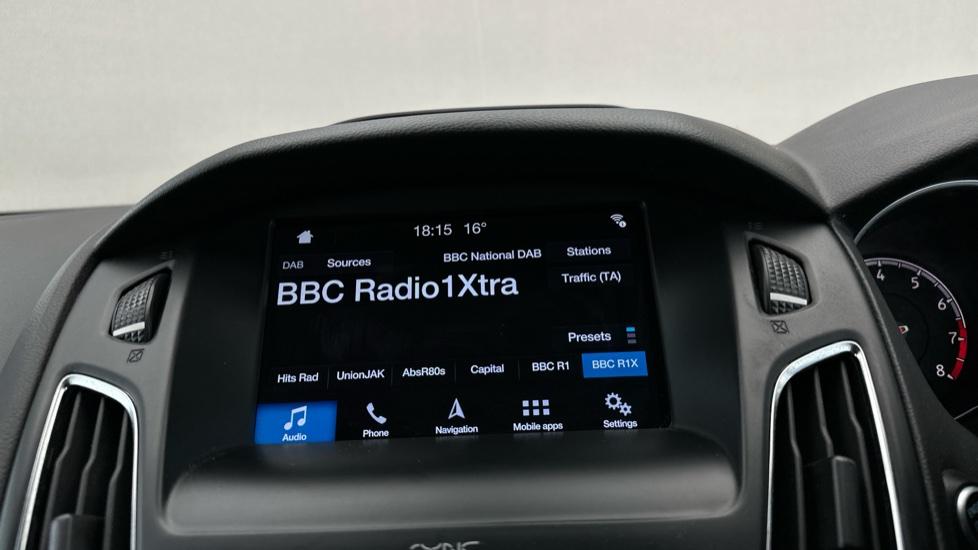 18:15 16°
DAB Sources BBC National DAB Stations
BBC Radio1Xtra
Traffic (TA)
Presets
Hits Rad UnionJAK AbsR80s Capital BBC R1 BBC R1X
Audio Phone Navigation Mobile apps Settings
4 5 6 7 8